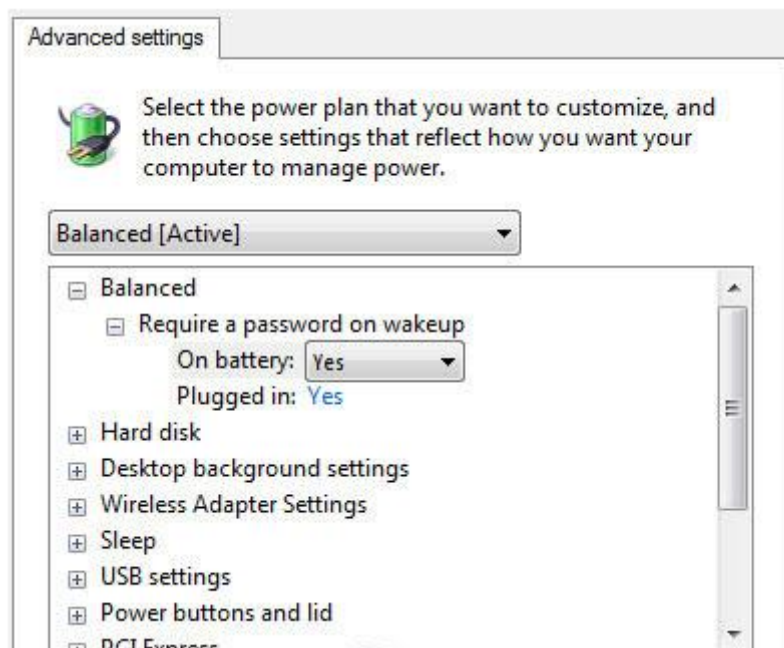 Advanced settings
Select the power plan that you want to customize, and
then choose settings that reflect how you want your
computer to manage power.
Balanced [Active]
Balanced
Require a password on wakeup
On battery: Yes
Plugged in: Yes
Hard disk
Desktop background settings
Wireless Adapter Settings
Sleep
USB settings
Power buttons and lid
PCI Express